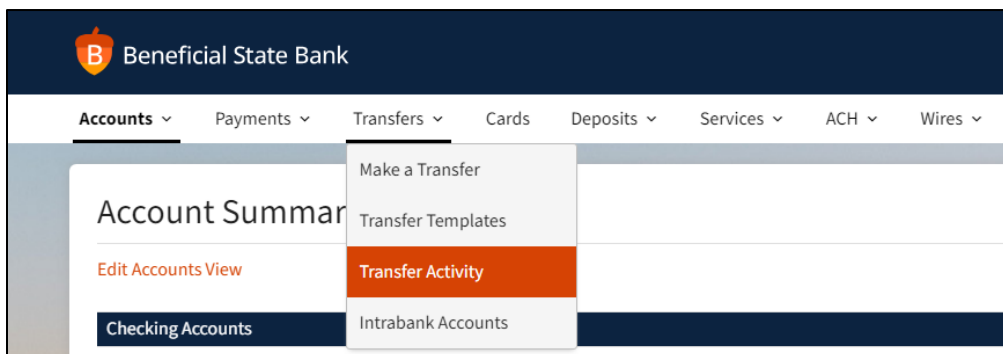 B Beneficial State Bank
Accounts Payments Transfers Cards Deposits Services ACH Wires
Make a Transfer
Account Summar
Transfer Templates
Edit Accounts View
Transfer Activity
Intrabank Accounts
Checking Accounts